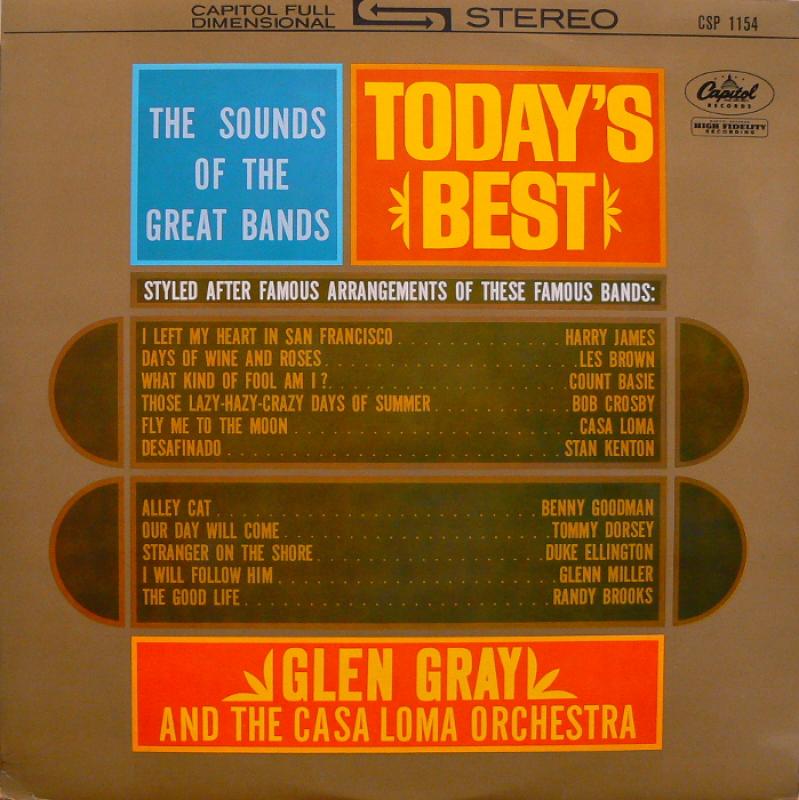 CAPITOL FULL
DIMENSIONAL
STEREO
CSP 1154
THE SOUNDS
OF THE
GREAT BANDS
TODAY'S
BEST
Capitol
RECORDS
HIGH FIDELITY
RECORDING
STYLED AFTER FAMOUS ARRANGEMENTS OF THESE FAMOUS BANDS:
I LEFT MY HEART IN SAN FRANCISCO . . . . . . . . . . . . . . . HARRY JAMES
DAYS OF WINE AND ROSES . . . . . . . . . . . . . . . LES BROWN
WHAT KIND OF FOOL AM I? . . . . . . . . . . . . . . . COUNT BASIE
THOSE LAZY-HAZY-CRAZY DAYS OF SUMMER . . . . . . . . . . BOB CROSBY
FLY ME TO THE MOON . . . . . . . . . . . . . . . CASA LOMA
DESAFINADO . . . . . . . . . . . . . . . STAN KENTON
ALLEY CAT . . . . . . . . . . . . . . . BENNY GOODMAN
OUR DAY WILL COME . . . . . . . . . . . . . . . TOMMY DORSEY
STRANGER ON THE SHORE . . . . . . . . . . . . . . . DUKE ELLINGTON
I WILL FOLLOW HIM . . . . . . . . . . . . . . . GLENN MILLER
THE GOOD LIFE . . . . . . . . . . . . . . . RANDY BROOKS
GLEN GRAY
AND THE CASA LOMA ORCHESTRA